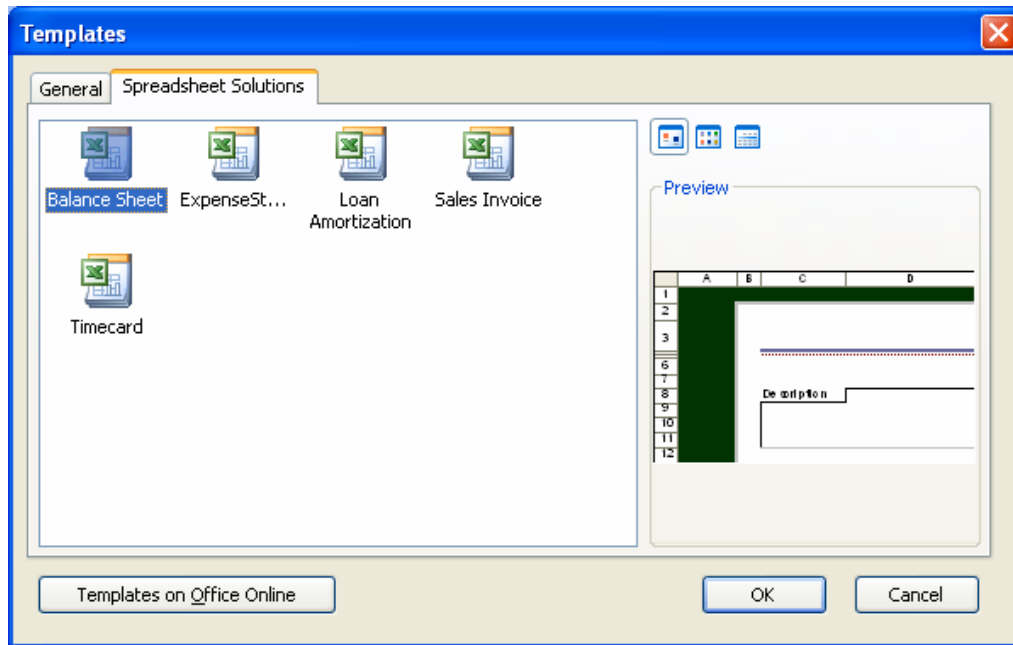 Templates
General Spreadsheet Solutions
Balance Sheet ExpenseSt... Loan Amortization Sales Invoice
Timecard
Preview
A B C D
1
2
3
6
7
8
9
10
11
12
Description
Templates on Office Online OK Cancel